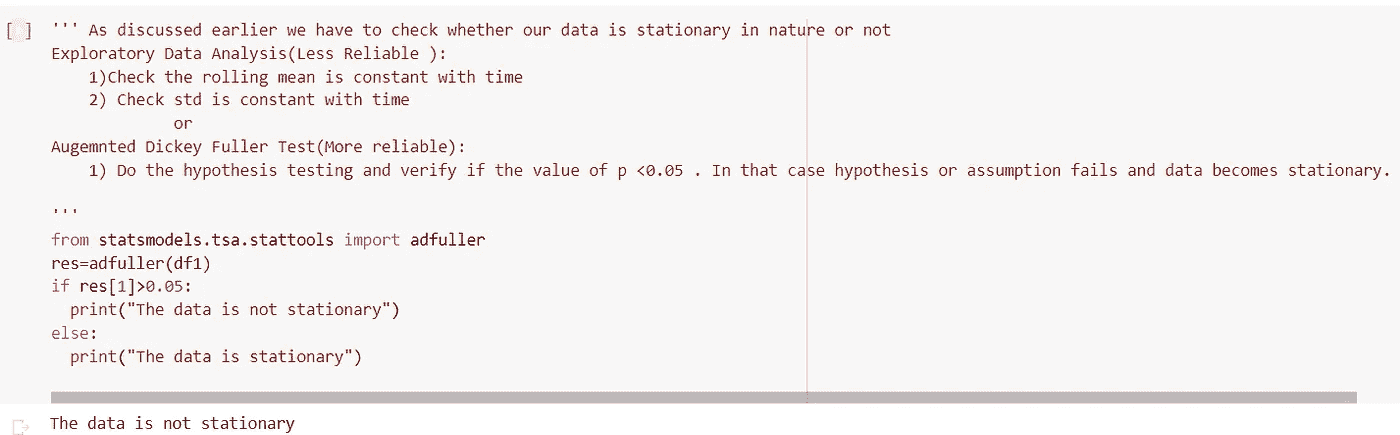 [ ] ''' As discussed earlier we have to check whether our data is stationary in nature or not
Exploratory Data Analysis(Less Reliable ):
    1)Check the rolling mean is constant with time
    2) Check std is constant with time
             or
Augemnted Dickey Fuller Test(More reliable):
    1) Do the hypothesis testing and verify if the value of p <0.05 . In that case hypothesis or assumption fails and data becomes stationary.
'''
from statsmodels.tsa.stattools import adfuller
res=adfuller(df1)
if res[1]>0.05:
  print("The data is not stationary")
else:
  print("The data is stationary")
The data is not stationary